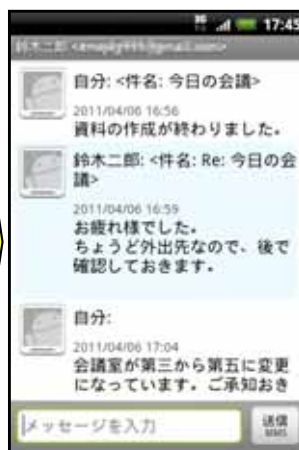 17:45
鈴木二郎
自分: <件名: 今日の会議>
2011/04/06 16:56
資料の作成が終わりました。
鈴木二郎: <件名: Re: 今日の会
議>
2011/04/06 16:59
お疲れ様でした。
ちょうど外出先なので、後で
確認しておきます。
自分:
2011/04/06 17:04
会議室が第三から第五に変更
になっています。ご承知おき
メッセージを入力
送信
MMS